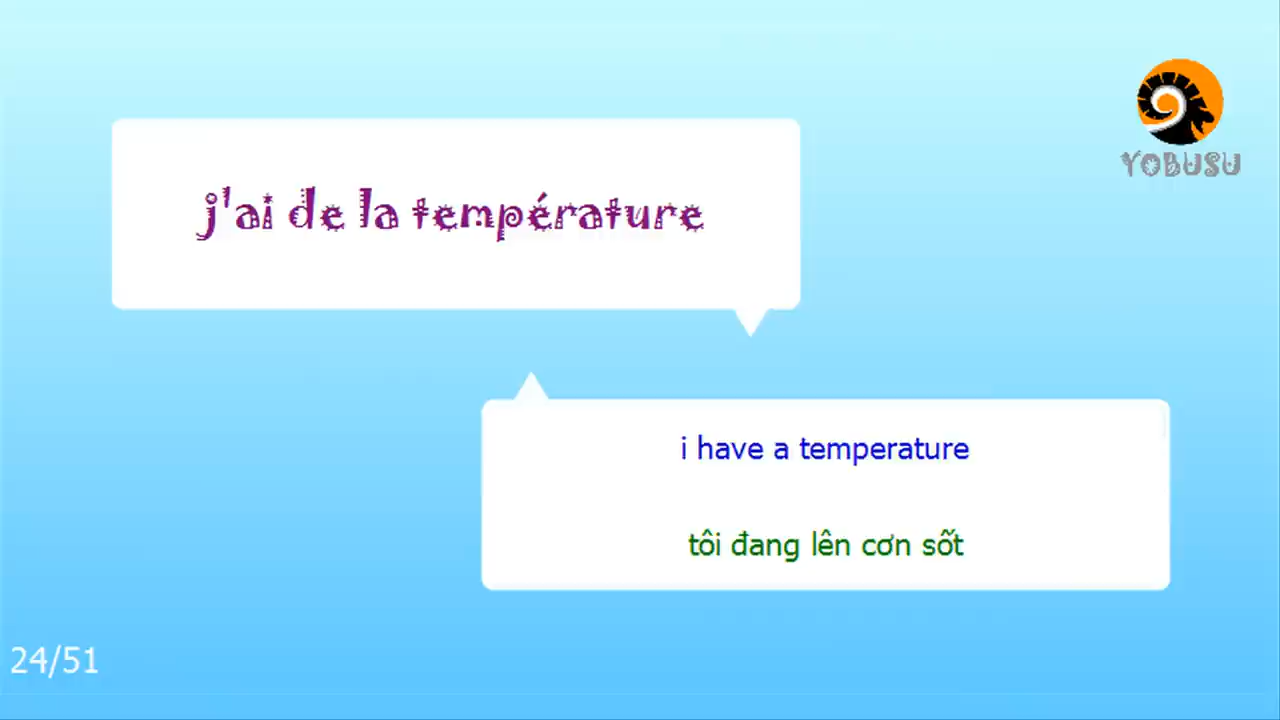 YOBUSU
j'ai de la température
i have a temperature
tôi đang lên cơn sốt
24/51